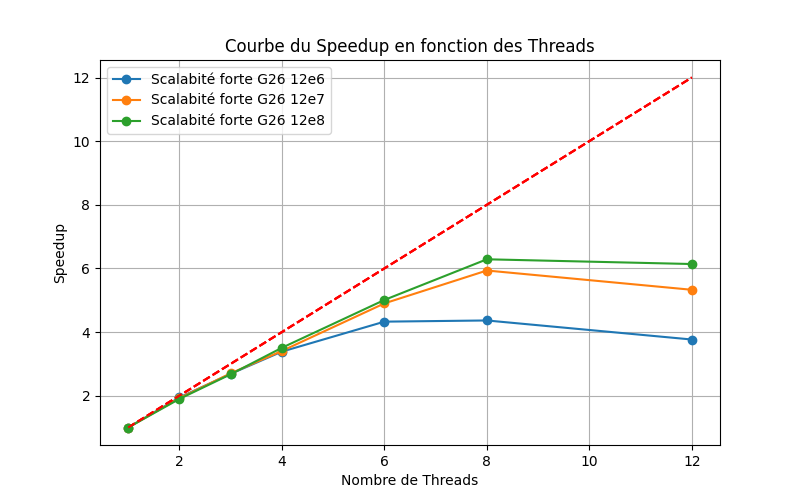 Courbe du Speedup en fonction des Threads
Scalabité forte G26 12e6
Scalabité forte G26 12e7
Scalabité forte G26 12e8
Speedup
12
10
8
6
4
2
2 4 6 8 10 12
Nombre de Threads